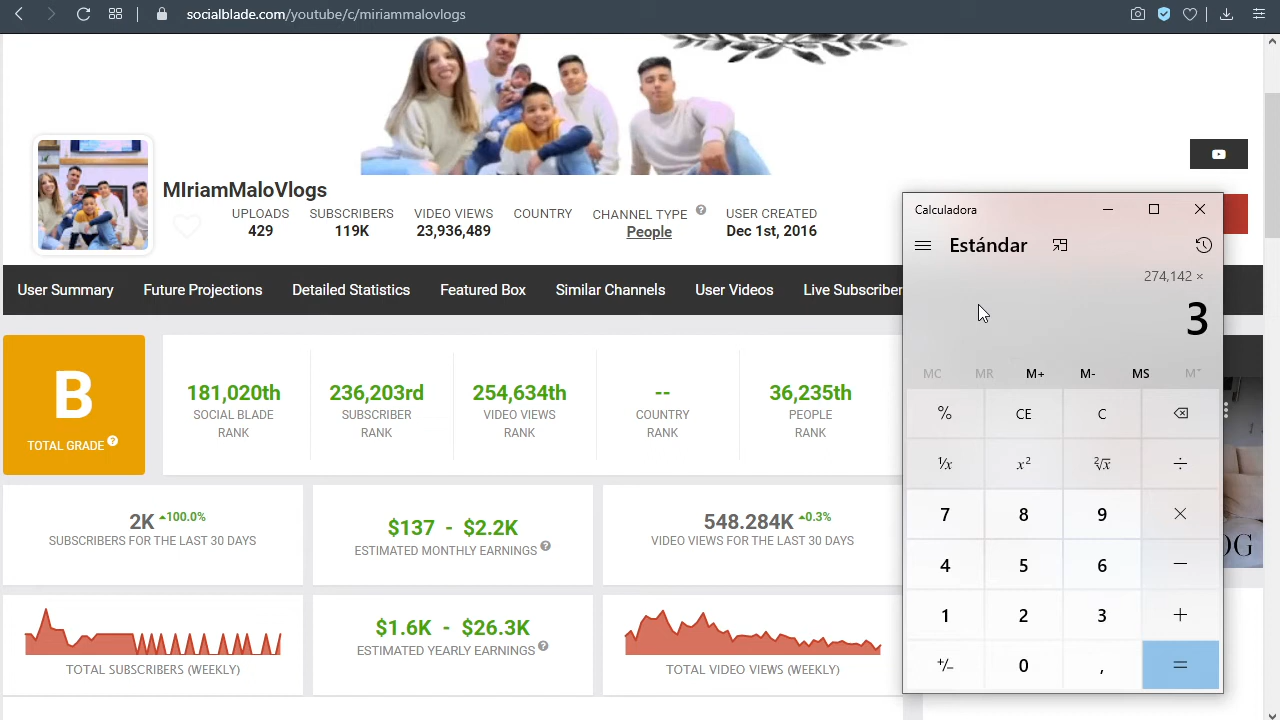 socialblade.com/youtube/c/miriammalovlogs
MIriamMaloVlogs
UPLOADS
429
SUBSCRIBERS
119K
VIDEO VIEWS
23,936,489
COUNTRY
CHANNEL TYPE ?
People
USER CREATED
Dec 1st, 2016
User Summary
Future Projections
Detailed Statistics
Featured Box
Similar Channels
User Videos
Live Subscriber
B
TOTAL GRADE ?
181,020th
SOCIAL BLADE
RANK
236,203rd
SUBSCRIBER
RANK
254,634th
VIDEO VIEWS
RANK
--
COUNTRY
RANK
36,235th
PEOPLE
RANK
2K 100.0%
SUBSCRIBERS FOR THE LAST 30 DAYS
$137 - $2.2K
ESTIMATED MONTHLY EARNINGS ?
548.284K 0.3%
VIDEO VIEWS FOR THE LAST 30 DAYS
TOTAL SUBSCRIBERS (WEEKLY)
$1.6K - $26.3K
ESTIMATED YEARLY EARNINGS ?
TOTAL VIDEO VIEWS (WEEKLY)
Calculadora
Estándar
274,142 ×
3
MC MR M+ M- MS M˅
% CE C
¹/x x² ²√x ÷
7 8 9 ×
4 5 6 −
1 2 3 +
+/− 0 , =
OG